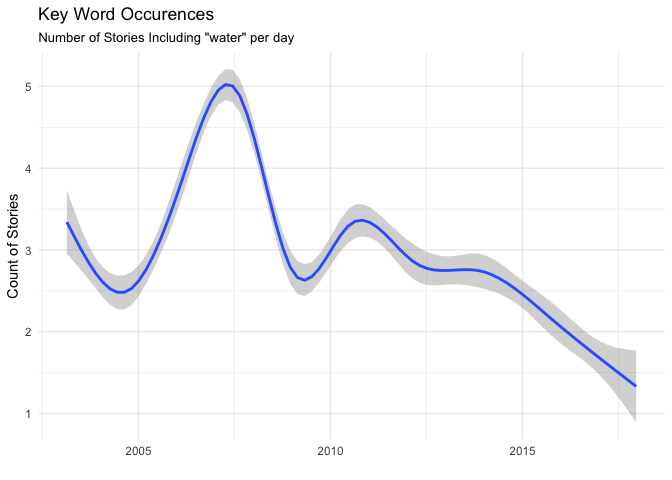 Key Word Occurences
Number of Stories Including "water" per day
Count of Stories
5
4
3
2
1
2005
2010
2015